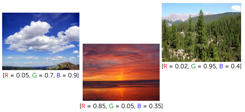 [R = 0.05, G = 0.7, B = 0.9]
[R = 0.85, G = 0.05, B = 0.35]
[R = 0.02, G = 0.95, B = 0.4]